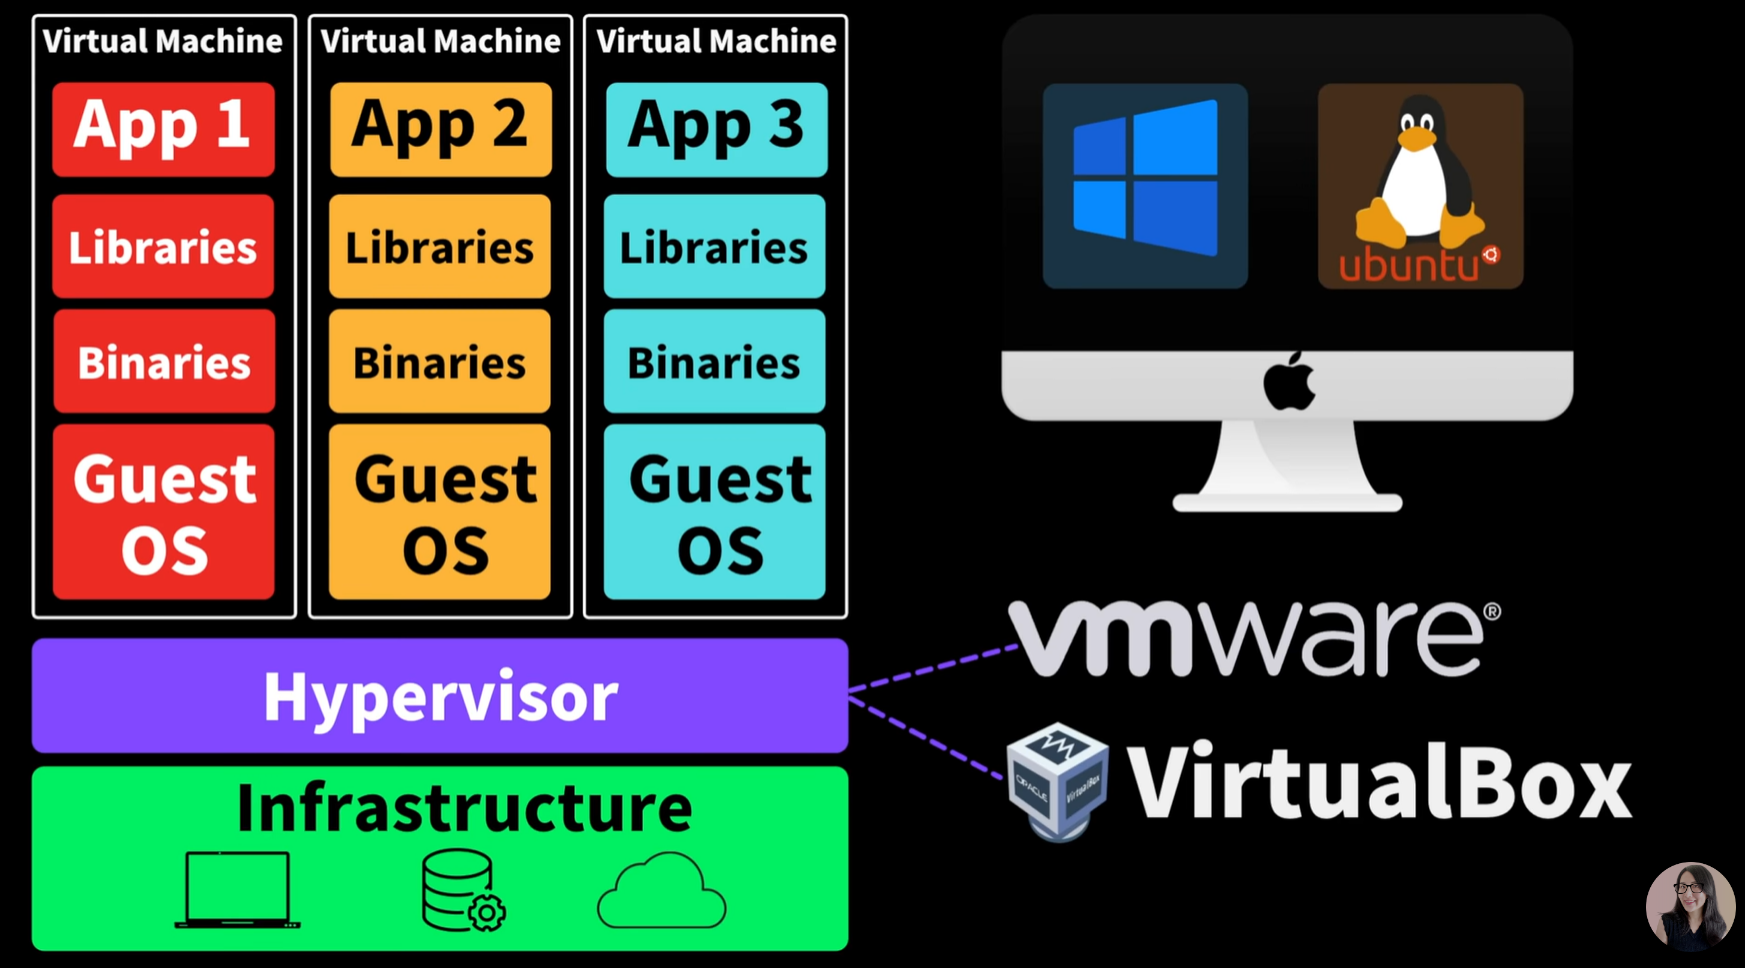 Virtual Machine
App 1
Libraries
Binaries
Guest
OS
Virtual Machine
App 2
Libraries
Binaries
Guest
OS
Virtual Machine
App 3
Libraries
Binaries
Guest
OS
Hypervisor
Infrastructure
ubuntu
vmware®
ORACLE
VirtualBox
VirtualBox